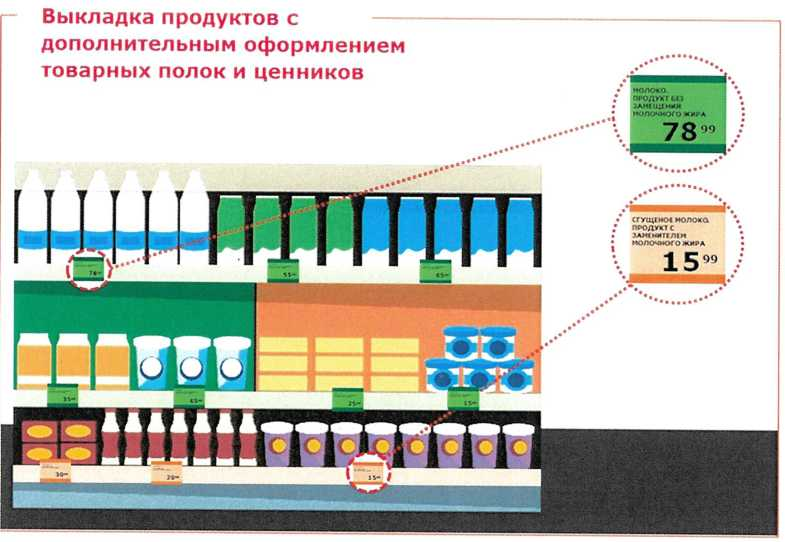 Выкладка продуктов с
дополнительным оформлением
товарных полок и ценников
МОЛОКО.
ПРОДУКТ БЕЗ
ЗАМЕЩЕНИЯ
МОЛОЧНОГО ЖИРА
78 99
СГУЩЕНОЕ МОЛОКО.
ПРОДУКТ С
ЗАМЕНИТЕЛЕМ
МОЛОЧНОГО ЖИРА
15 99